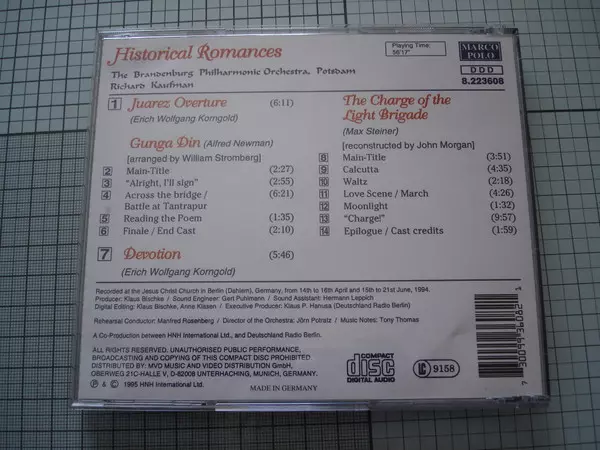 Historical Romances
The Brandenburg Philharmonic Orchestra, Potsdam
Richard Kaufman
Playing Time:
56'17"
MARCO
POLO
DDD
8.223608
1 Juarez Overture (6:11)
(Erich Wolfgang Korngold)
Gunga Din (Alfred Newman)
[arranged by William Stromberg]
2 Main-Title (2:27)
3 "Alright, I'll sign" (2:55)
4 Across the bridge / (6:21)
Battle at Tantrapur
5 Reading the Poem (1:35)
6 Finale / End Cast (2:10)
7 Devotion (5:46)
(Erich Wolfgang Korngold)
The Charge of the
Light Brigade
(Max Steiner)
[reconstructed by John Morgan]
8 Main-Title (3:51)
9 Calcutta (4:35)
10 Waltz (2:18)
11 Love Scene / March (4:26)
12 Moonlight (1:32)
13 "Charge!" (9:57)
14 Epilogue / Cast credits (1:59)
Recorded at the Jesus Christ Church in Berlin (Dahlem), Germany, from 14th to 16th April and 15th to 21st June, 1994.
Producer: Klaus Bischke / Sound Engineer: Gert Puhlmann / Sound Assistant: Hermann Leppich
Digital Editing: Klaus Bischke, Anne Kissen / Executive Producer: Klaus P. Hanusa (Deutschland Radio Berlin)
Rehearsal Conductor: Manfred Rosenberg / Director of the Orchestra: Jörn Potratz / Music Notes: Tony Thomas
A Co-Production between HNH International Ltd., and Deutschland Radio Berlin.
ALL RIGHTS RESERVED. UNAUTHORISED PUBLIC PERFORMANCE,
BROADCASTING AND COPYING OF THIS COMPACT DISC PROHIBITED
DISTRIBUTED BY: MVD MUSIC AND VIDEO DISTRIBUTION GmbH,
OBERWEG 21C-HALLE V, D-82008 UNTERHACHING, MUNICH, GERMANY.
℗ & © 1995 HNH International Ltd.
MADE IN GERMANY
COMPACT
disc
DIGITAL AUDIO
LC 9158
7 30099 36082 1